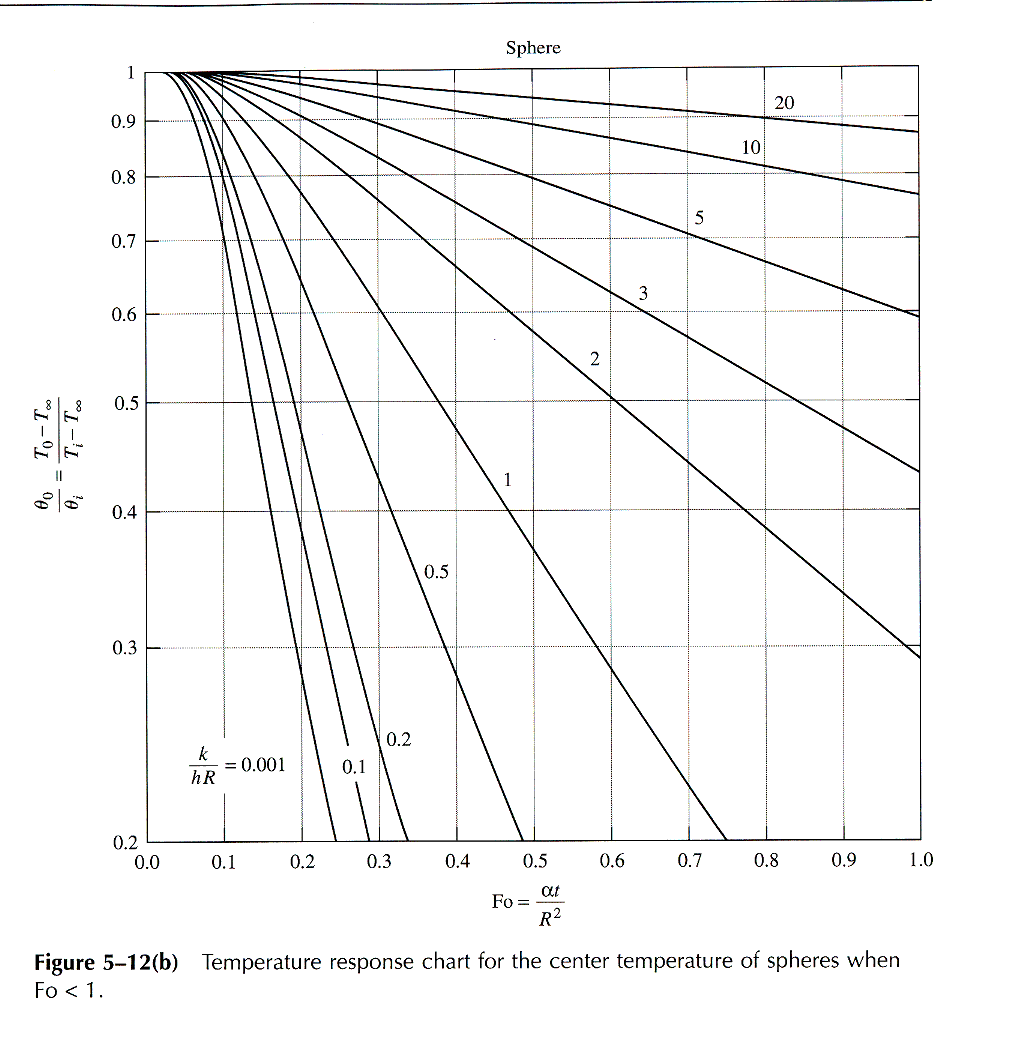 Sphere
1
0.9
0.8
0.7
0.6
0.5
0.4
0.3
0.2
θ0/θi = T0 − T∞/Ti − T∞
20
10
5
3
2
1
0.5
0.2
0.1
k/hR = 0.001
0.0 0.1 0.2 0.3 0.4 0.5 0.6 0.7 0.8 0.9 1.0
Fo = αt/R²
Figure 5–12(b) Temperature response chart for the center temperature of spheres when
Fo < 1.